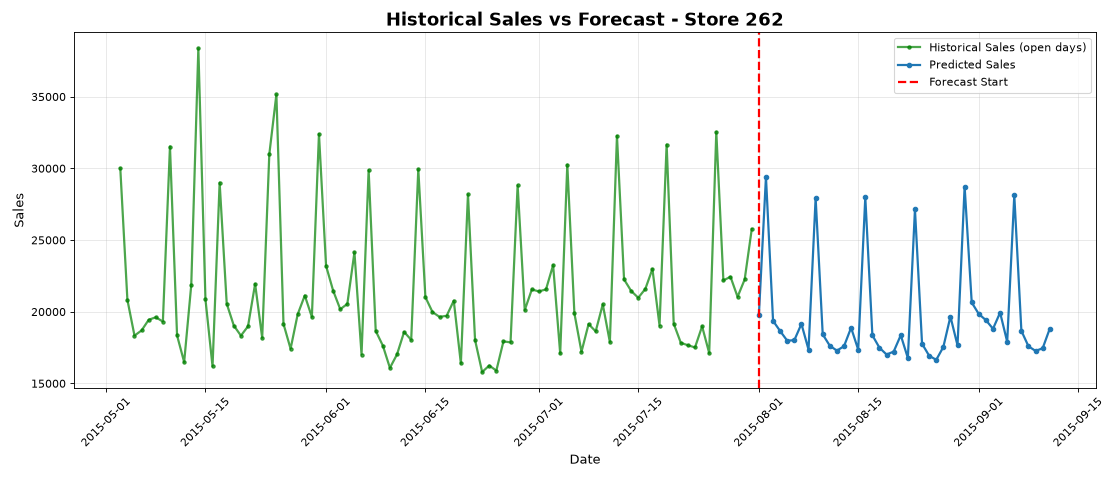 Historical Sales vs Forecast - Store 262
Historical Sales (open days)
Predicted Sales
Forecast Start
Sales
35000
30000
25000
20000
15000
2015-05-01
2015-05-15
2015-06-01
2015-06-15
2015-07-01
2015-07-15
2015-08-01
2015-08-15
2015-09-01
2015-09-15
Date